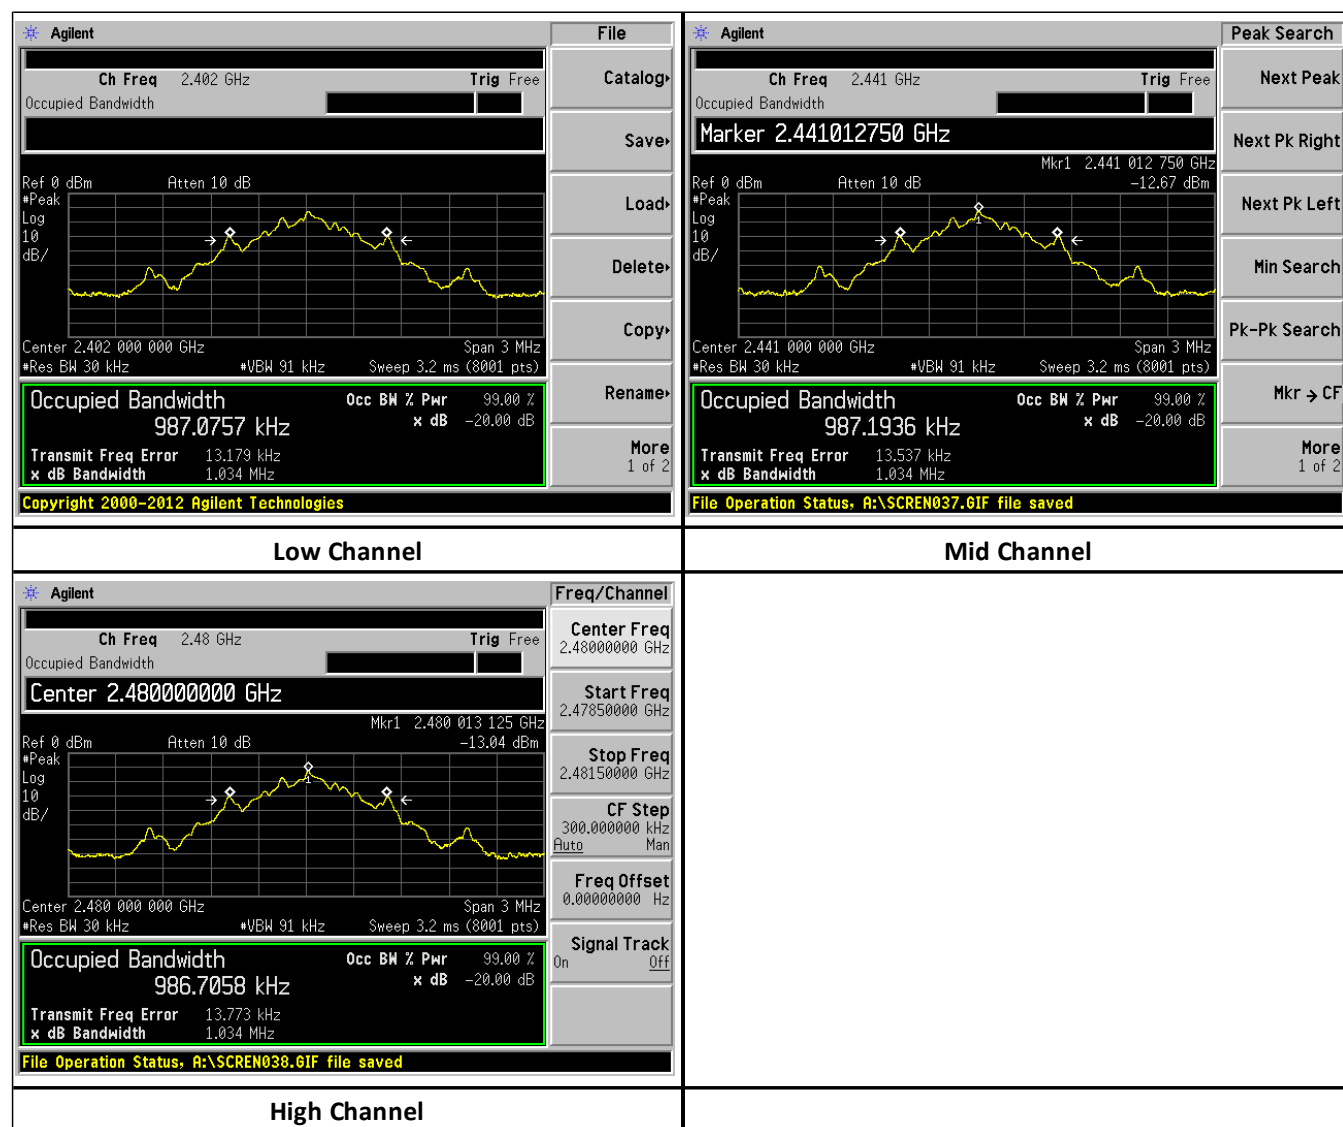 Agilent
File
Ch Freq 2.402 GHz Trig Free
Occupied Bandwidth
Ref 0 dBm Atten 10 dB
#Peak
Log
10
dB/
Center 2.402 000 000 GHz Span 3 MHz
#Res BW 30 kHz #VBW 91 kHz Sweep 3.2 ms (8001 pts)
Occupied Bandwidth Occ BW % Pwr 99.00 %
987.0757 kHz x dB -20.00 dB
Transmit Freq Error 13.179 kHz
x dB Bandwidth 1.034 MHz
Copyright 2000-2012 Agilent Technologies
Catalog
Save
Load
Delete
Copy
Rename
More
1 of 2
Low Channel
Agilent
Peak Search
Ch Freq 2.441 GHz Trig Free
Occupied Bandwidth
Marker 2.441012750 GHz
Mkr1 2.441 012 750 GHz
Ref 0 dBm Atten 10 dB -12.67 dBm
#Peak
Log
10
dB/
1
Center 2.441 000 000 GHz Span 3 MHz
#Res BW 30 kHz #VBW 91 kHz Sweep 3.2 ms (8001 pts)
Occupied Bandwidth Occ BW % Pwr 99.00 %
987.1936 kHz x dB -20.00 dB
Transmit Freq Error 13.537 kHz
x dB Bandwidth 1.034 MHz
File Operation Status, A:\SCREN037.GIF file saved
Next Peak
Next Pk Right
Next Pk Left
Min Search
Pk-Pk Search
Mkr → CF
More
1 of 2
Mid Channel
Agilent
Freq/Channel
Ch Freq 2.48 GHz Trig Free
Occupied Bandwidth
Center 2.480000000 GHz
Mkr1 2.480 013 125 GHz
Ref 0 dBm Atten 10 dB -13.04 dBm
#Peak
Log
10
dB/
1
Center 2.480 000 000 GHz Span 3 MHz
#Res BW 30 kHz #VBW 91 kHz Sweep 3.2 ms (8001 pts)
Occupied Bandwidth Occ BW % Pwr 99.00 %
986.7058 kHz x dB -20.00 dB
Transmit Freq Error 13.773 kHz
x dB Bandwidth 1.034 MHz
File Operation Status, A:\SCREN038.GIF file saved
Center Freq
2.48000000 GHz
Start Freq
2.47850000 GHz
Stop Freq
2.48150000 GHz
CF Step
300.000000 kHz
Auto Man
Freq Offset
0.00000000 Hz
Signal Track
On Off
High Channel